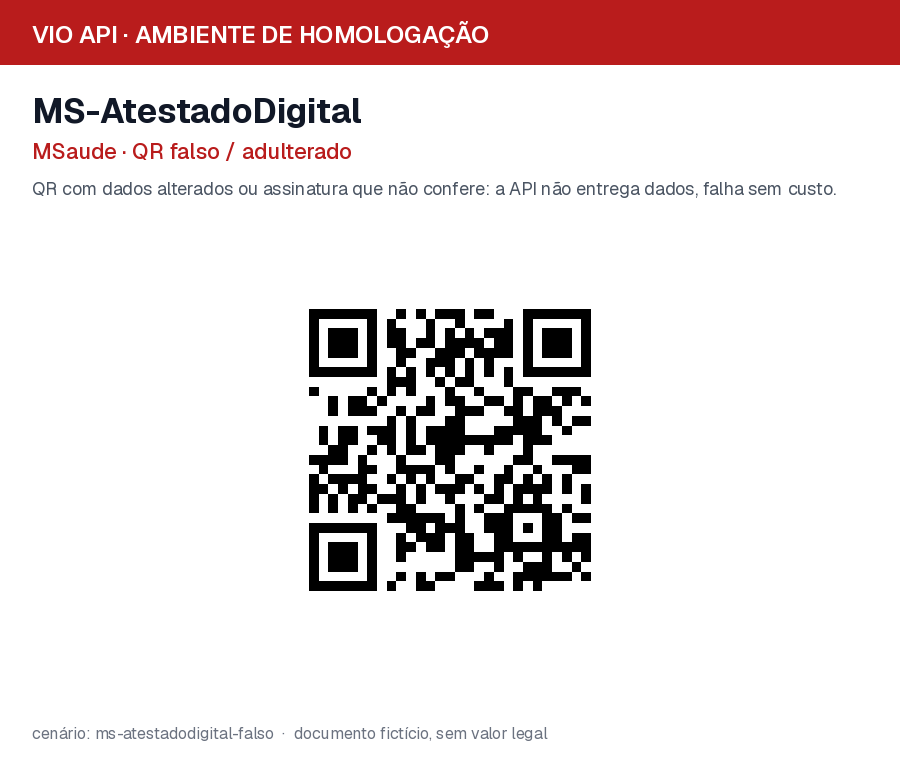 VIO API · AMBIENTE DE HOMOLOGAÇÃO
MS-AtestadoDigital
MSaude · QR falso / adulterado
QR com dados alterados ou assinatura que não confere: a API não entrega dados, falha sem custo.
cenário: ms-atestadodigital-falso · documento fictício, sem valor legal